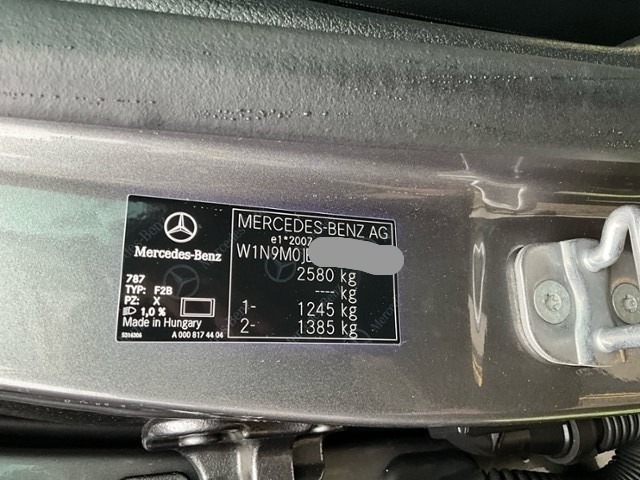 Mercedes-Benz
787
TYP: F2B
PZ: X
1,0 %
Made in Hungary
A 000 817 44 04
MERCEDES-BENZ AG
e1*2007
W1N9M0J
2580 kg
---- kg
1- 1245 kg
2- 1385 kg